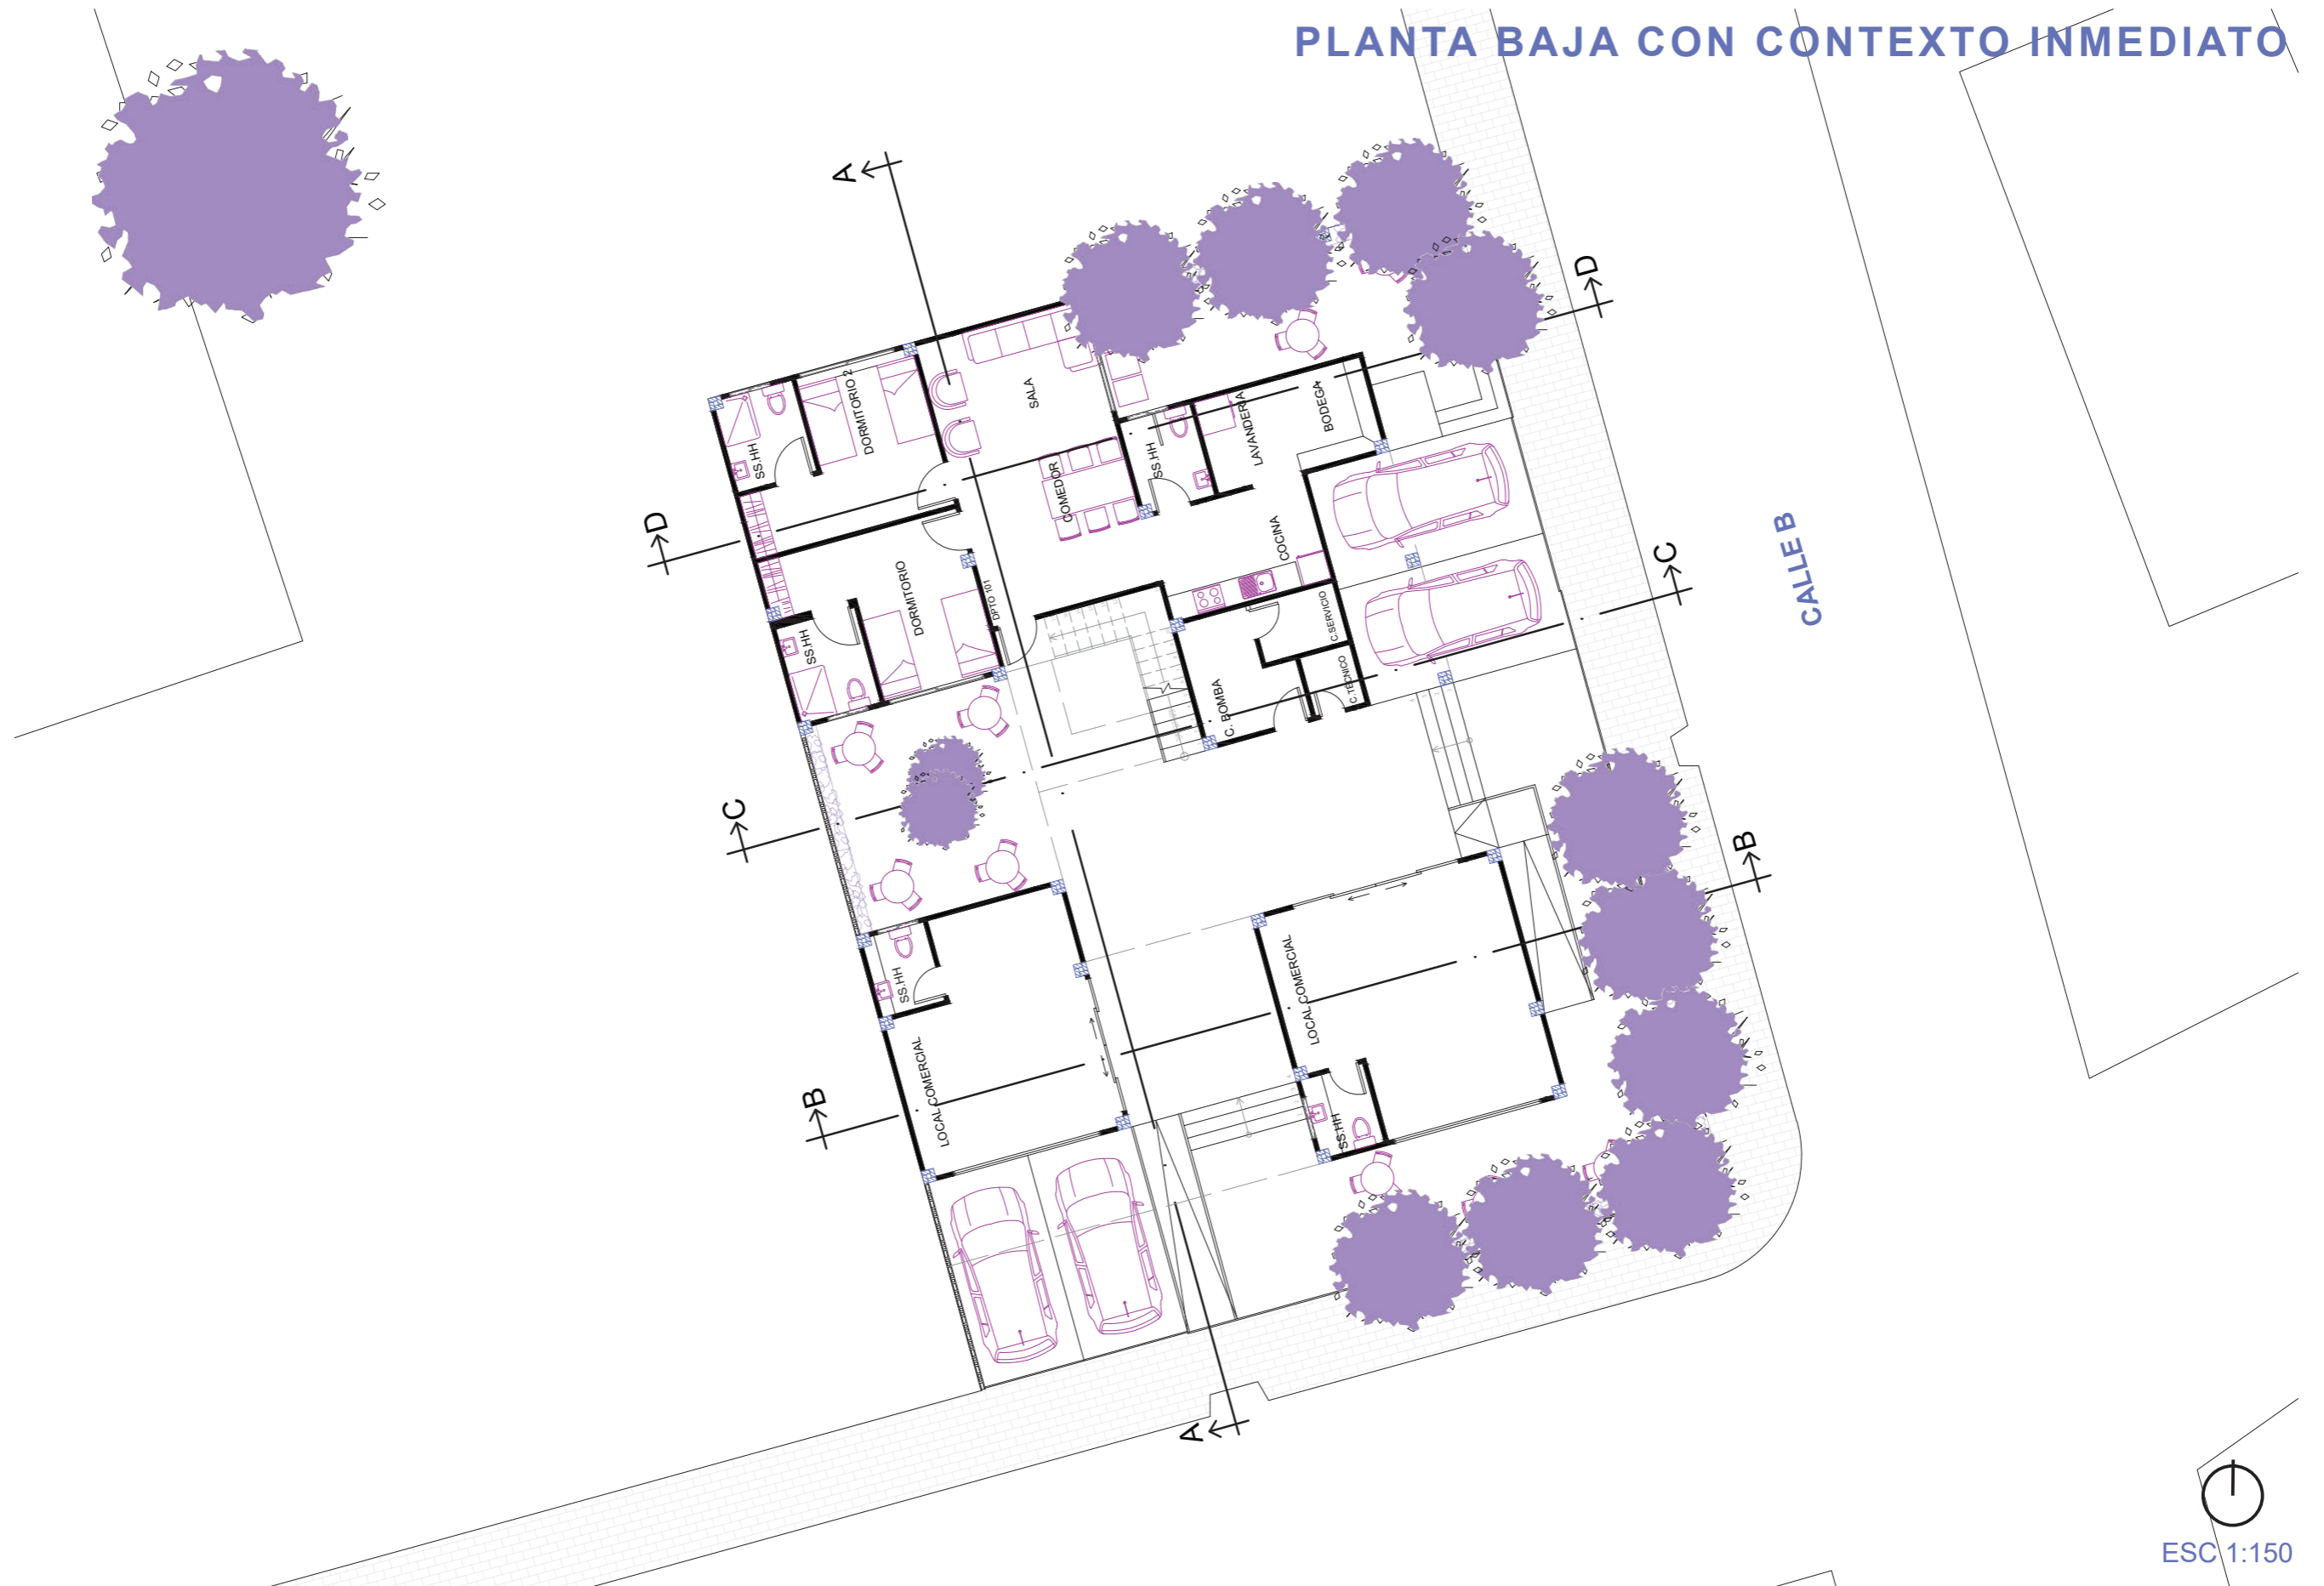 PLANTA BAJA CON CONTEXTO INMEDIATO
A
D
DORMITORIO 2
SALA
SS.HH
COMEDOR
SS.HH
LAVANDERIA
BODEGA
D
COCINA
CALLE B
C
DORMITORIO
DPTO 101
SS.HH
C.SERVICIO
C.TECNICO
C. BOMBA
C
B
SS.HH
LOCAL COMERCIAL
LOCAL COMERCIAL
B
SS.HH
A
ESC 1:150